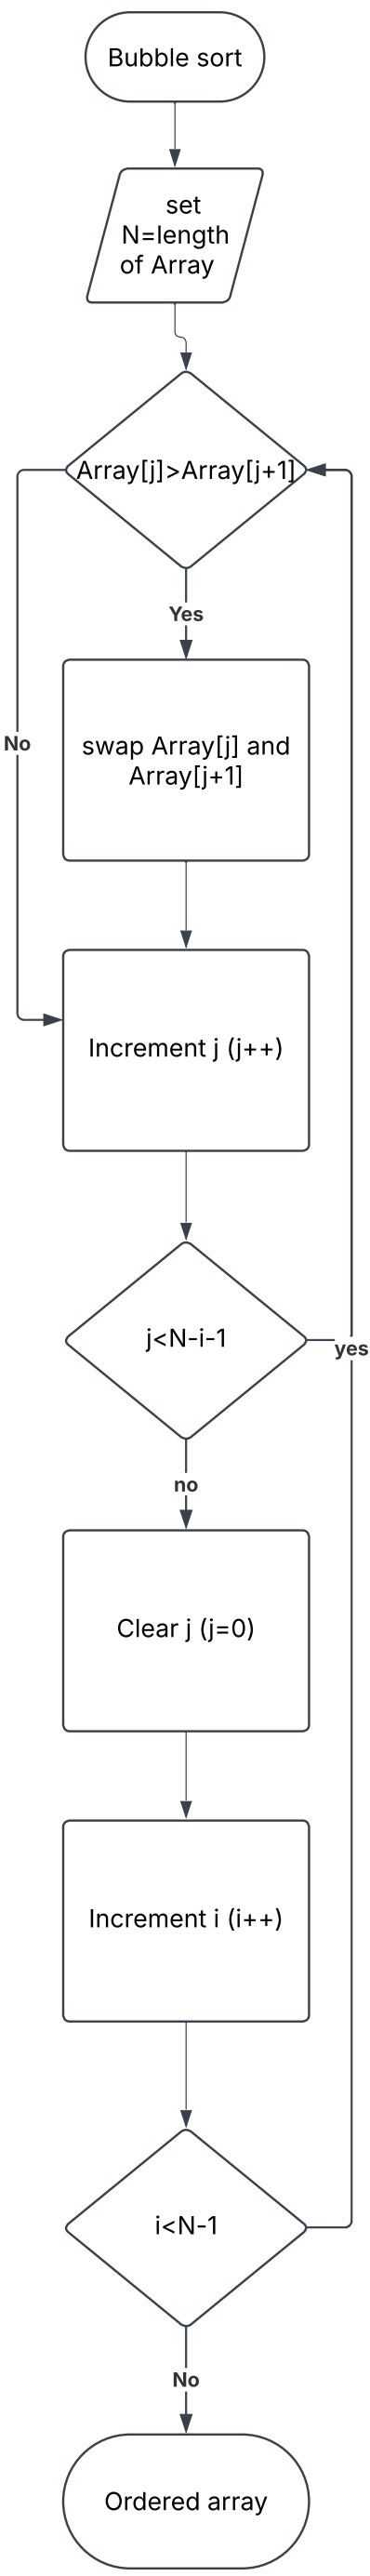 Bubble sort
set
N=length
of Array
Array[j]>Array[j+1]
Yes
No
swap Array[j] and
Array[j+1]
Increment j (j++)
j<N-i-1
yes
no
Clear j (j=0)
Increment i (i++)
i<N-1
No
Ordered array